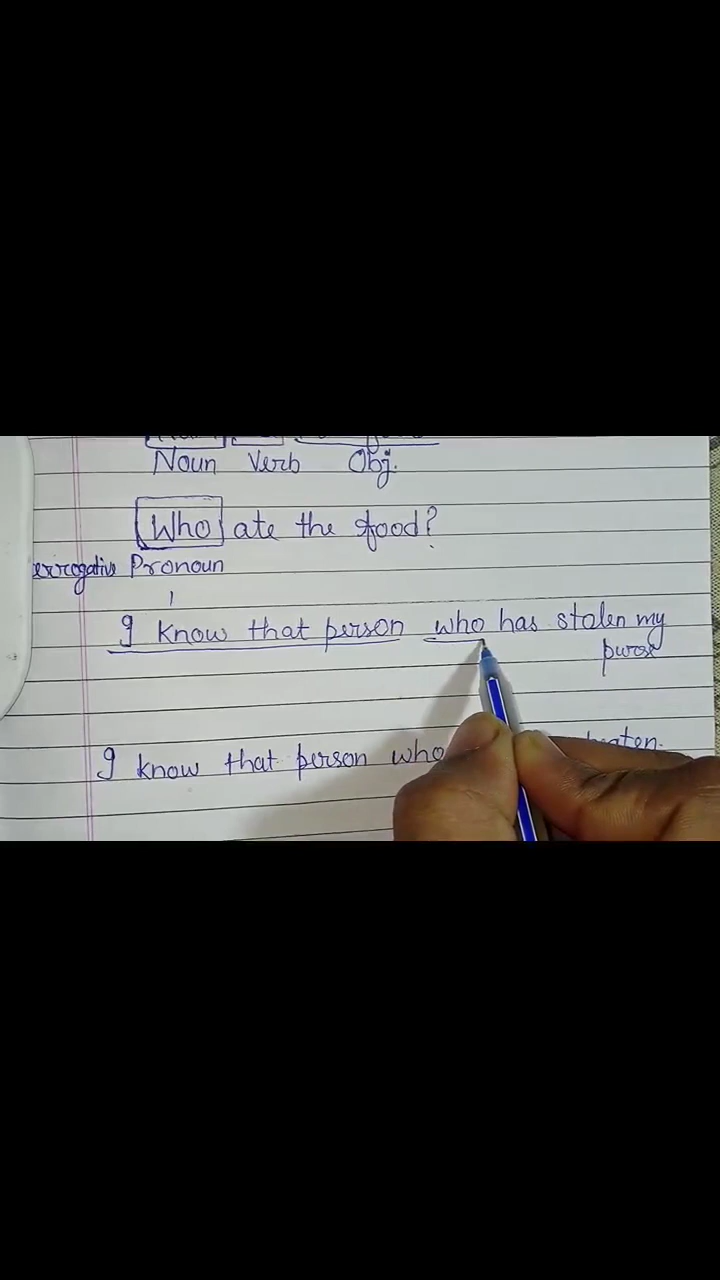 Noun Verb Obj.
Who ate the food?
errogative Pronoun
I know that person who has stolen my
purse
I know that person who